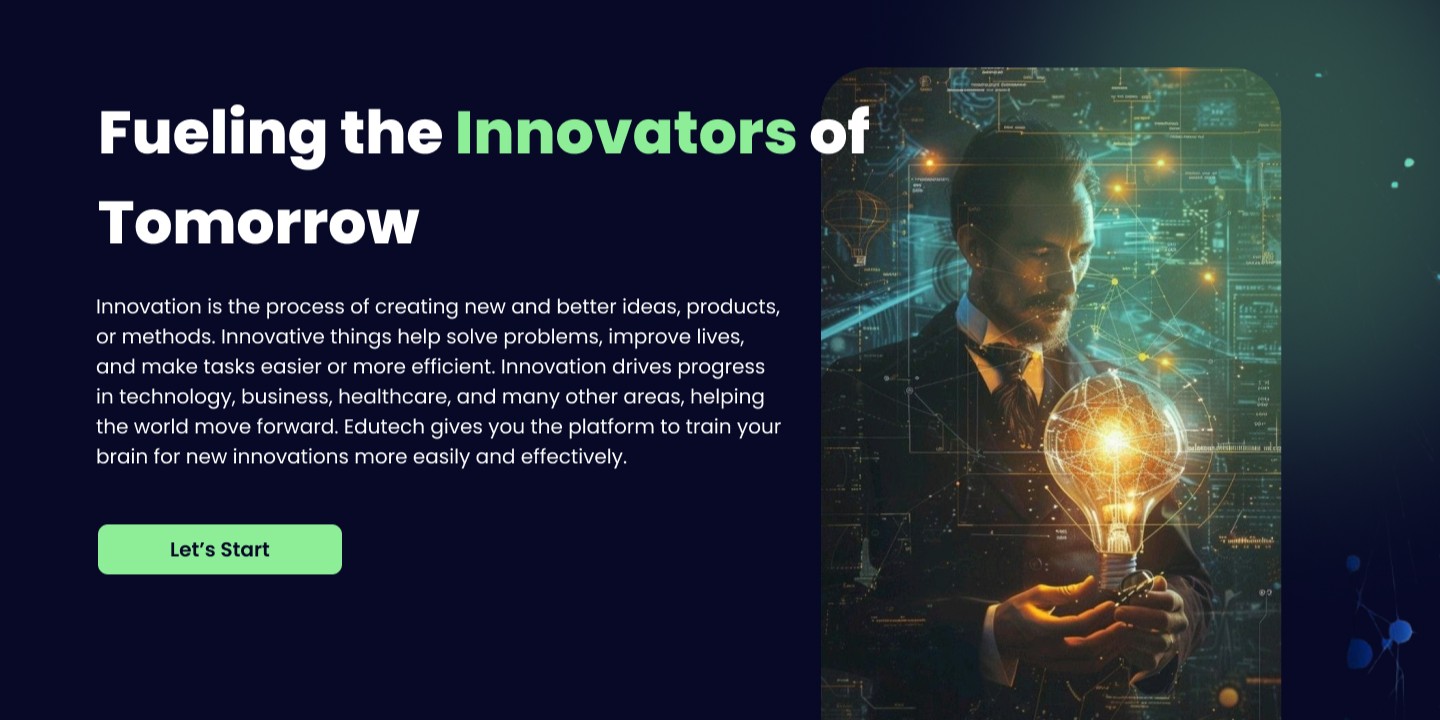 Fueling the Innovators of
Tomorrow
Innovation is the process of creating new and better ideas, products,
or methods. Innovative things help solve problems, improve lives,
and make tasks easier or more efficient. Innovation drives progress
in technology, business, healthcare, and many other areas, helping
the world move forward. Edutech gives you the platform to train your
brain for new innovations more easily and effectively.
Let’s Start